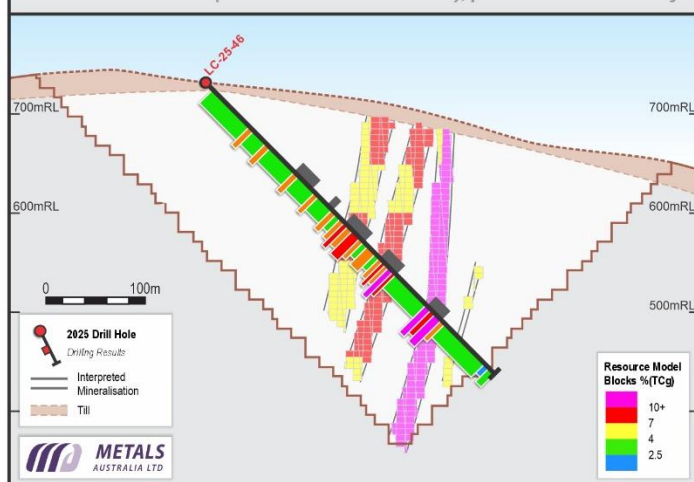 LC-25-46
700mRL
700mRL
600mRL
600mRL
500mRL
0 100m
2025 Drill Hole
Drilling Results
Interpreted
Mineralisation
Till
METALS
AUSTRALIA LTD
Resource Model
Blocks %(TCg)
10+
7
4
2.5